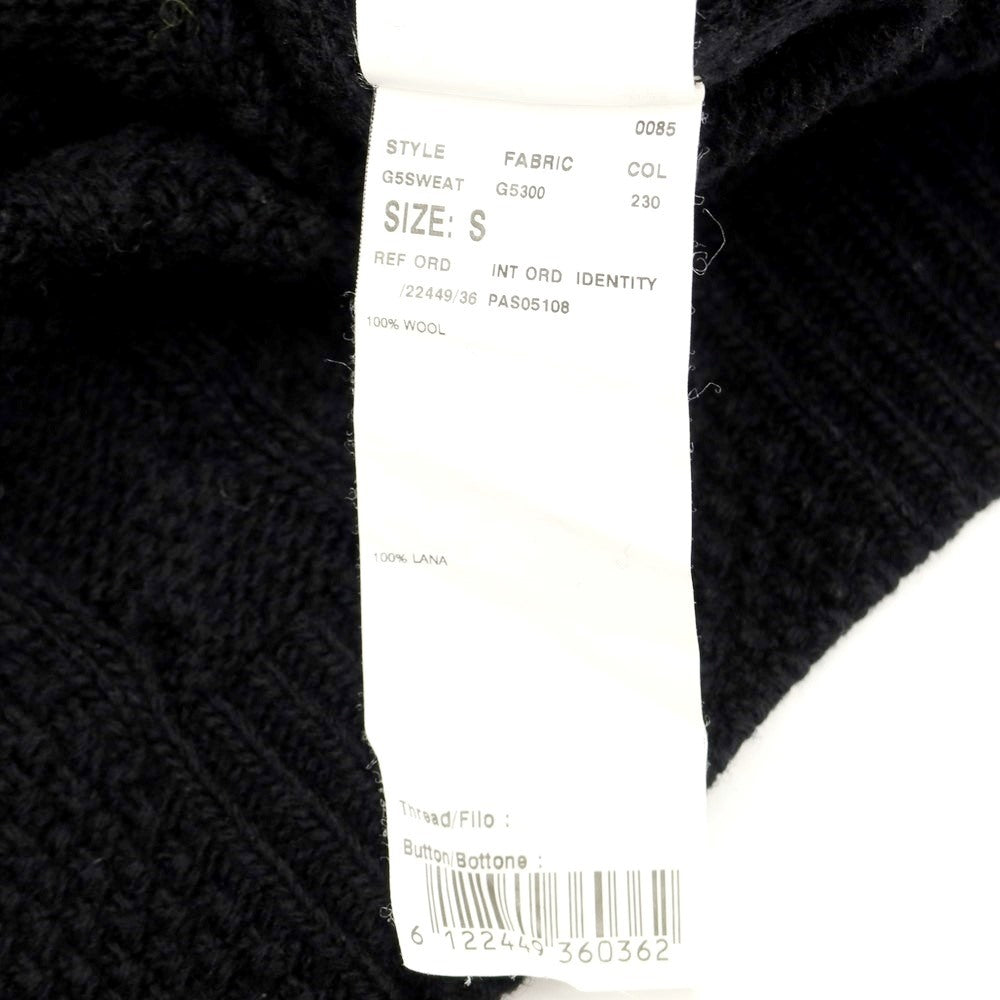 0085
STYLE FABRIC COL
G5SWEAT G5300 230
SIZE: S
REF ORD INT ORD IDENTITY
/22449/36 PAS05108
100% WOOL
100% LANA
Thread/Filo :
Button/Bottone :
6 122449 360362